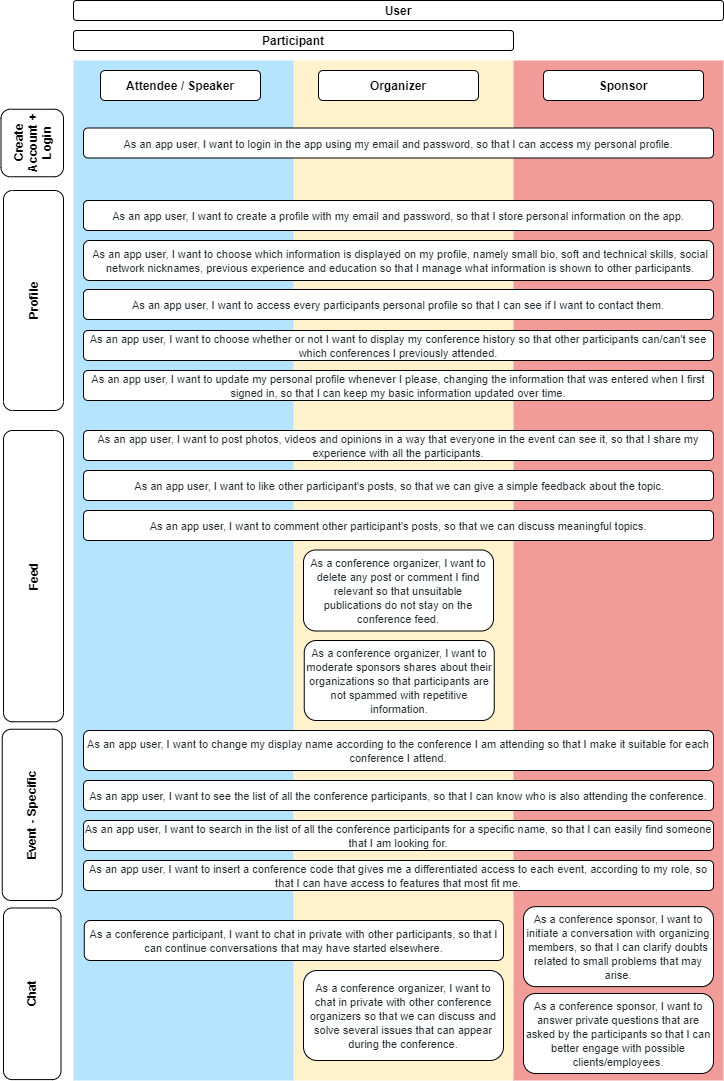 User
Participant
Attendee / Speaker
Organizer
Sponsor
Create
Account +
Login
As an app user, I want to login in the app using my email and password, so that I can access my personal profile.
Profile
As an app user, I want to create a profile with my email and password, so that I store personal information on the app.
As an app user, I want to choose which information is displayed on my profile, namely small bio, soft and technical skills, social
network nicknames, previous experience and education so that I manage what information is shown to other participants.
As an app user, I want to access every participants personal profile so that I can see if I want to contact them.
As an app user, I want to choose whether or not I want to display my conference history so that other participants can/can't see
which conferences I previously attended.
As an app user, I want to update my personal profile whenever I please, changing the information that was entered when I first
signed in, so that I can keep my basic information updated over time.
Feed
As an app user, I want to post photos, videos and opinions in a way that everyone in the event can see it, so that I share my
experience with all the participants.
As an app user, I want to like other participant's posts, so that we can give a simple feedback about the topic.
As an app user, I want to comment other participant's posts, so that we can discuss meaningful topics.
As a conference organizer, I want to
delete any post or comment I find
relevant so that unsuitable
publications do not stay on the
conference feed.
As a conference organizer, I want to
moderate sponsors shares about their
organizations so that participants are
not spammed with repetitive
information.
Event - Specific
As an app user, I want to change my display name according to the conference I am attending so that I make it suitable for each
conference I attend.
As an app user, I want to see the list of all the conference participants, so that I can know who is also attending the conference.
As an app user, I want to search in the list of all the conference participants for a specific name, so that I can easily find someone
that I am looking for.
As an app user, I want to insert a conference code that gives me a differentiated access to each event, according to my role, so
that I can have access to features that most fit me.
Chat
As a conference participant, I want to chat in private with other participants, so that I
can continue conversations that may have started elsewhere.
As a conference organizer, I want to
chat in private with other conference
organizers so that we can discuss and
solve several issues that can appear
during the conference.
As a conference sponsor, I want to
initiate a conversation with organizing
members, so that I can clarify doubts
related to small problems that may
arise.
As a conference sponsor, I want to
answer private questions that are
asked by the participants so that I can
better engage with possible
clients/employees.